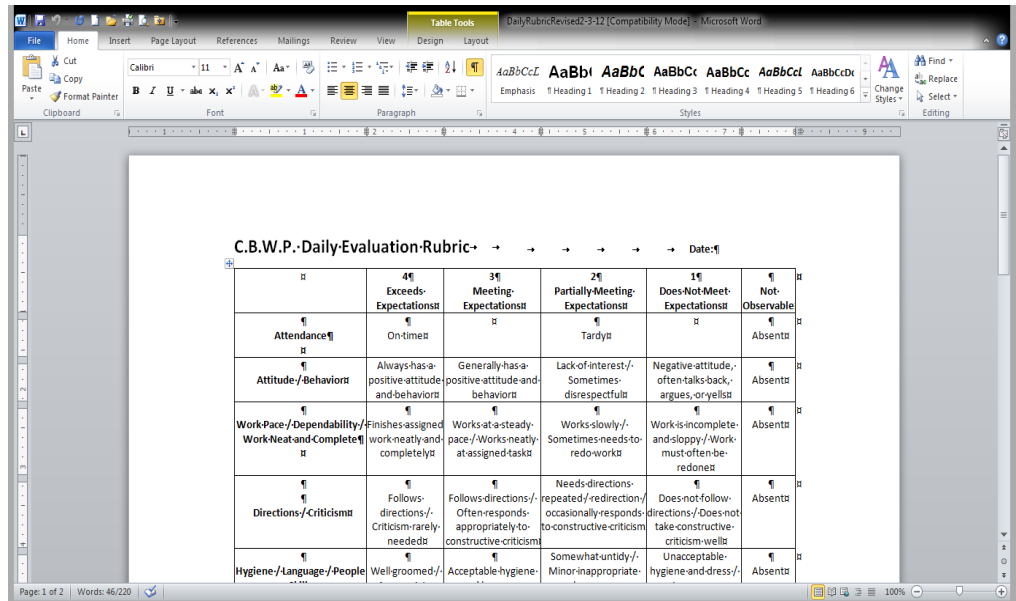 DailyRubricRevised2-3-12 [Compatibility Mode] - Microsoft Word
Table Tools
File Home Insert Page Layout References Mailings Review View Design Layout
Paste
Cut
Copy
Format Painter
Clipboard
Calibri 11
Font
Paragraph
AaBbCcL Emphasis
AaBb( ¶ Heading 1
AaBbC ¶ Heading 2
AaBbCc ¶ Heading 3
AaBbCc ¶ Heading 4
AaBbCcL ¶ Heading 5
AaBbCcDc ¶ Heading 6
Change Styles
Styles
Find
Replace
Select
Editing
C.B.W.P. Daily Evaluation Rubric Date:¶
4¶
Exceeds
Expectations
3¶
Meeting
Expectations
2¶
Partially Meeting
Expectations
1¶
Does Not Meet
Expectations
¶
Not
Observable
Attendance¶
On time
Tardy
Absent
Attitude / Behavior
Always has a
positive attitude
and behavior
Generally has a
positive attitude and
behavior
Lack of interest /
Sometimes
disrespectful
Negative attitude,
often talks back,
argues, or yells
Absent
Work Pace / Dependability /
Work Neat and Complete¶
Finishes assigned
work neatly and
completely
Works at a steady
pace / Works neatly
at assigned task
Works slowly /
Sometimes needs to
redo work
Work is incomplete
and sloppy / Work
must often be
redone
Absent
Directions / Criticism
Follows
directions /
Criticism rarely
needed
Follows directions /
Often responds
appropriately to
constructive criticism
Needs directions
repeated / redirection /
occasionally responds
to constructive criticism
Does not follow
directions / Does not
take constructive
criticism well
Absent
Hygiene / Language / People
Well groomed /
Acceptable hygiene
Somewhat untidy /
Minor inappropriate
Unacceptable
hygiene and dress /
Absent
Page: 1 of 2 Words: 46/220 100%